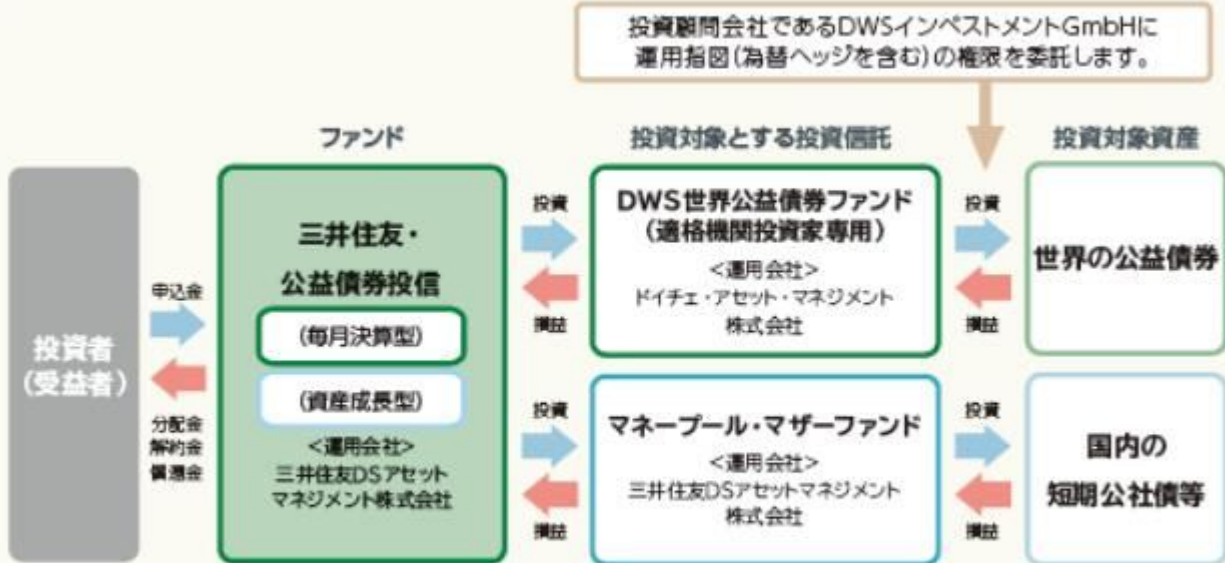 投資顧問会社であるDWSインベストメントGmbHに
運用指図(為替ヘッジを含む)の権限を委託します。
ファンド
投資対象とする投資信託
投資対象資産
投資者
(受益者)
申込金
分配金
解約金
償還金
三井住友・
公益債券投信
(毎月決算型)
(資産成長型)
<運用会社>
三井住友DSアセット
マネジメント株式会社
投資
損益
DWS世界公益債券ファンド
(適格機関投資家専用)
<運用会社>
ドイチェ・アセット・マネジメント
株式会社
投資
損益
世界の公益債券
投資
損益
マネープール・マザーファンド
<運用会社>
三井住友DSアセットマネジメント
株式会社
投資
損益
国内の
短期公社債等